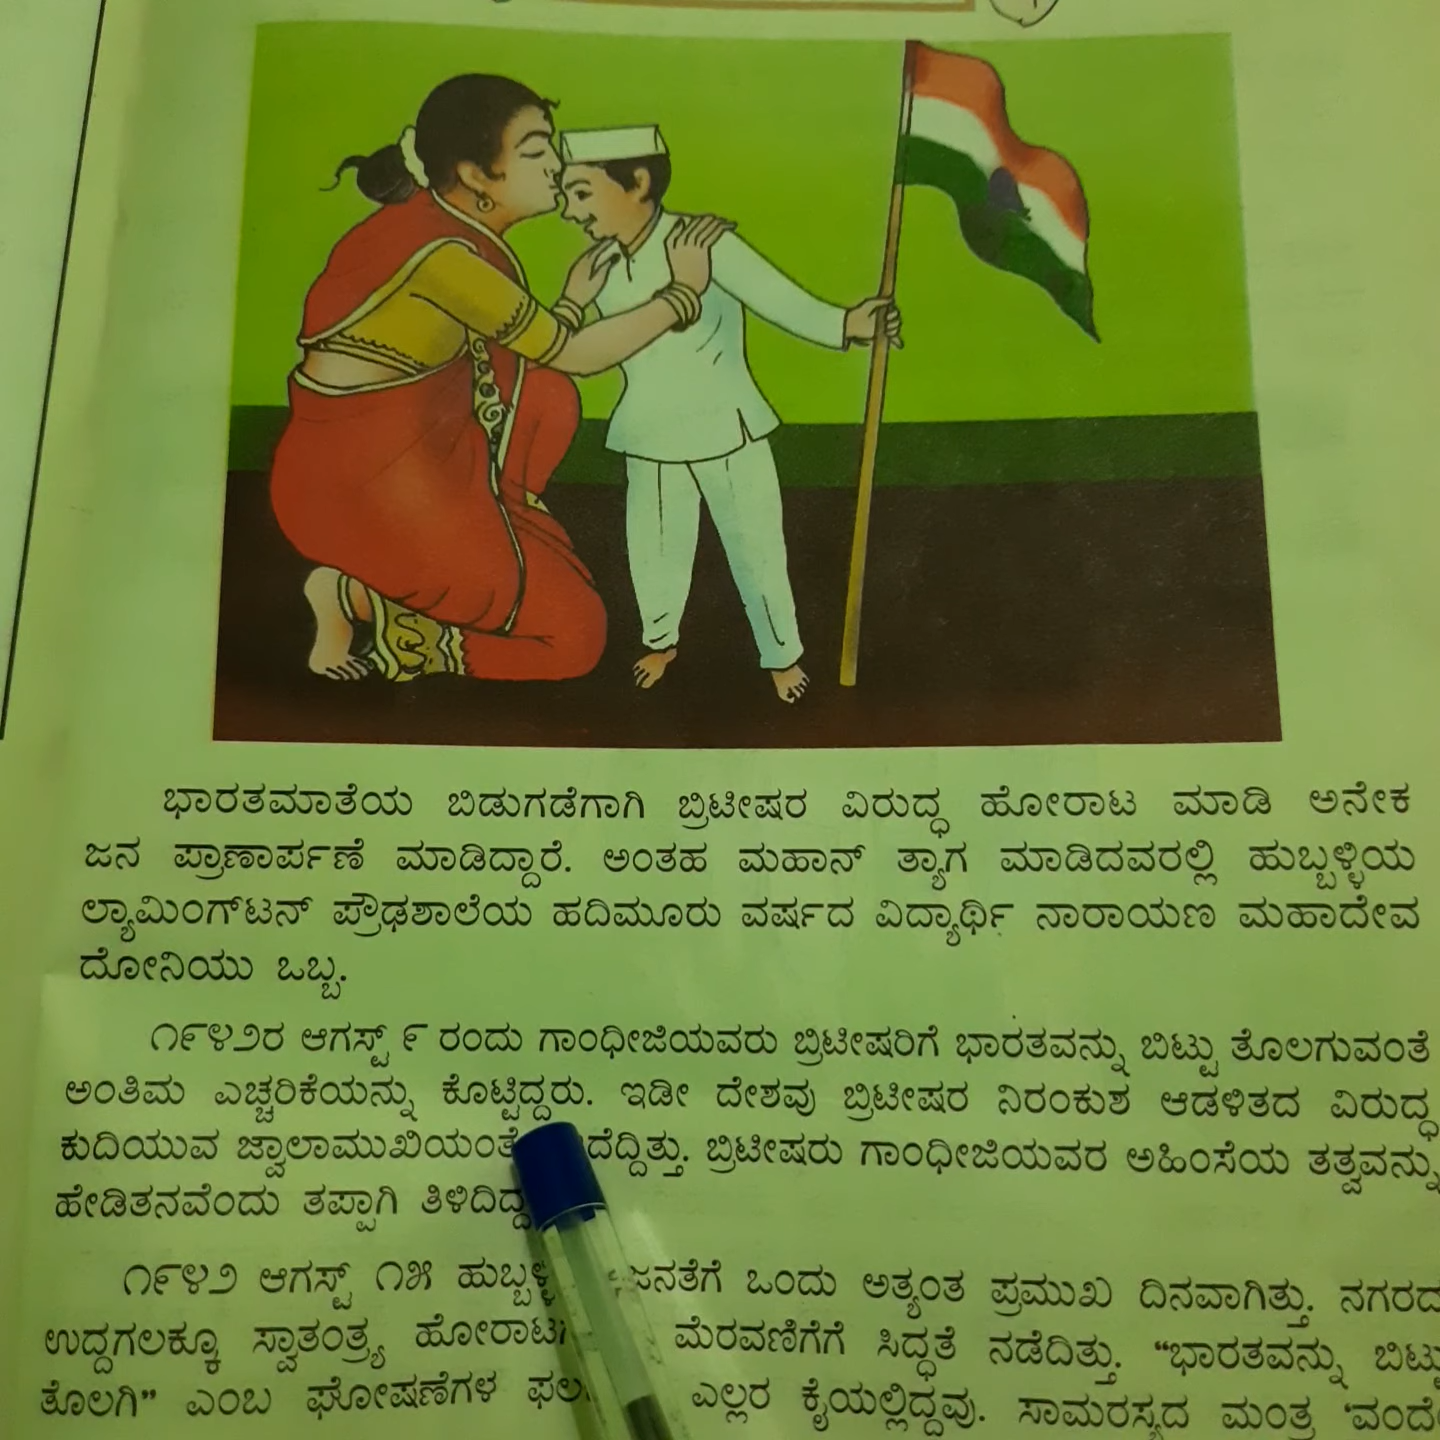 ಭಾರತಮಾತೆಯ ಬಿಡುಗಡೆಗಾಗಿ ಬ್ರಿಟೀಷರ ವಿರುದ್ಧ ಹೋರಾಟ ಮಾಡಿ ಅನೇಕ
ಜನ ಪ್ರಾಣಾರ್ಪಣೆ ಮಾಡಿದ್ದಾರೆ. ಅಂತಹ ಮಹಾನ್ ತ್ಯಾಗ ಮಾಡಿದವರಲ್ಲಿ ಹುಬ್ಬಳ್ಳಿಯ
ಲ್ಯಾಮಿಂಗ್‌ಟನ್ ಪ್ರೌಢಶಾಲೆಯ ಹದಿಮೂರು ವರ್ಷದ ವಿದ್ಯಾರ್ಥಿ ನಾರಾಯಣ ಮಹಾದೇವ
ದೋನಿಯು ಒಬ್ಬ.
೧೯೪೨ರ ಆಗಸ್ಟ್ ೯ ರಂದು ಗಾಂಧೀಜಿಯವರು ಬ್ರಿಟೀಷರಿಗೆ ಭಾರತವನ್ನು ಬಿಟ್ಟು ತೊಲಗುವಂತೆ
ಅಂತಿಮ ಎಚ್ಚರಿಕೆಯನ್ನು ಕೊಟ್ಟಿದ್ದರು. ಇಡೀ ದೇಶವು ಬ್ರಿಟೀಷರ ನಿರಂಕುಶ ಆಡಳಿತದ ವಿರುದ್ಧ
ಕುದಿಯುವ ಜ್ವಾಲಾಮುಖಿಯಂತೆ ಬ್ರಿಟೀಷರು ಗಾಂಧೀಜಿಯವರ ಅಹಿಂಸೆಯ ತತ್ವವನ್ನು
ಹೇಡಿತನವೆಂದು ತಪ್ಪಾಗಿ
೧೯೪೨ ಆಗಸ್ಟ್ ೧೫ ಒಂದು ಅತ್ಯಂತ ಪ್ರಮುಖ ದಿನವಾಗಿತ್ತು. ನಗರದ
ಉದ್ದಗಲಕ್ಕೂ ಸ್ವಾತಂತ್ರ್ಯ ಮೆರವಣಿಗೆಗೆ ಸಿದ್ಧತೆ ನಡೆದಿತ್ತು. "ಭಾರತವನ್ನು ಬಿಟ್ಟು
ತೊಲಗಿ" ಎಂಬ ಘೋಷಣೆಗಳ ಎಲ್ಲರ ಕೈಯಲ್ಲಿದ್ದವು. ಸಾಮರಸ್ಯದ ಮಂತ್ರ